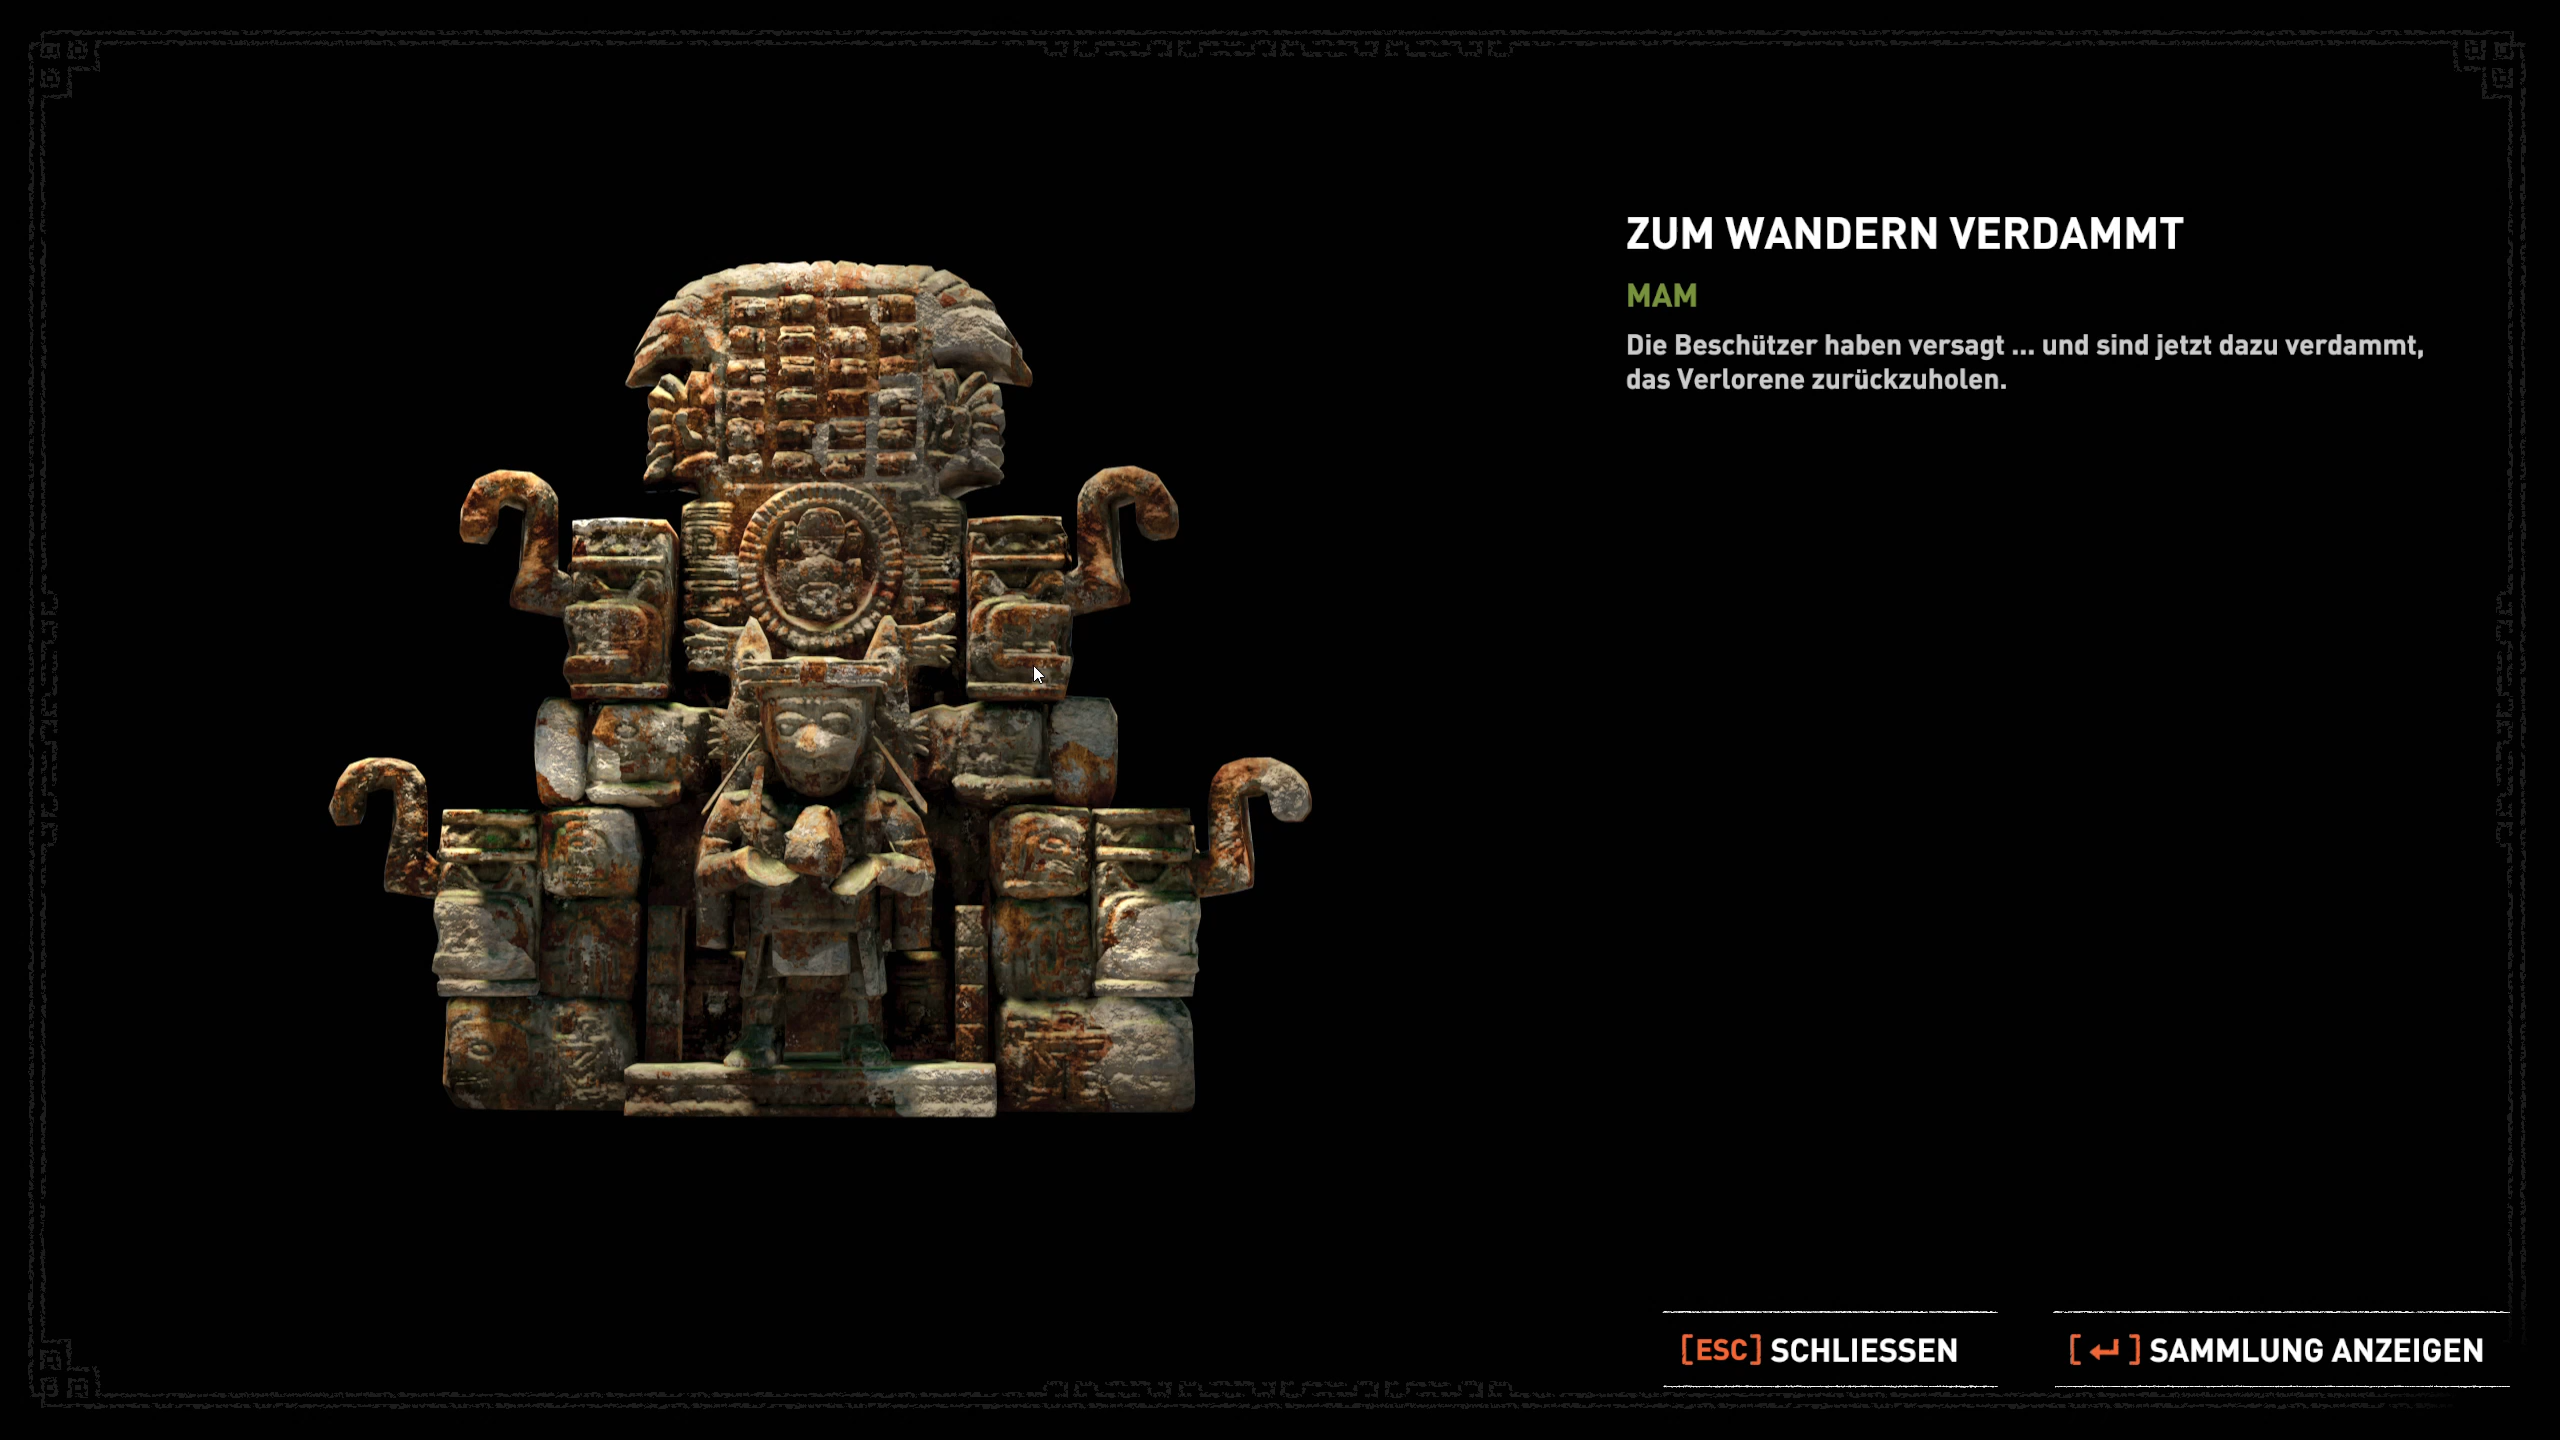 ZUM WANDERN VERDAMMT
MAM
Die Beschützer haben versagt ... und sind jetzt dazu verdammt,
das Verlorene zurückzuholen.
[ESC] SCHLIESSEN
[↵] SAMMLUNG ANZEIGEN